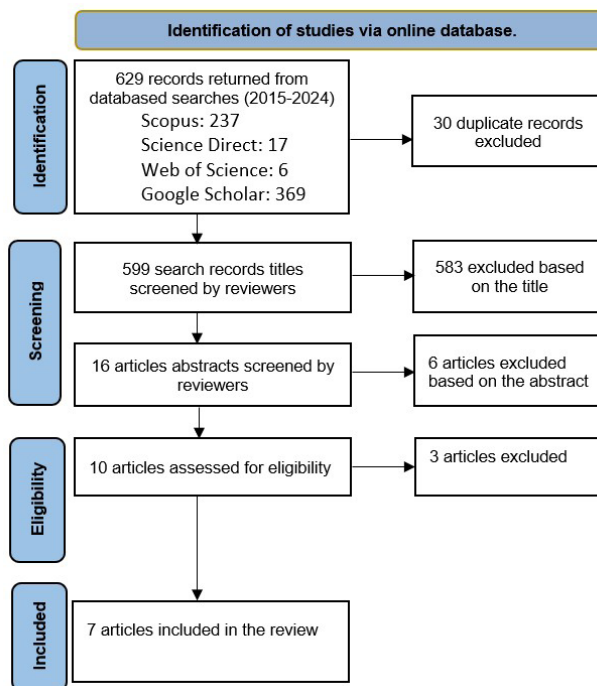 Identification of studies via online database.
Identification
629 records returned from
databased searches (2015-2024)
Scopus: 237
Science Direct: 17
Web of Science: 6
Google Scholar: 369
30 duplicate records
excluded
Screening
599 search records titles
screened by reviewers
583 excluded based
on the title
16 articles abstracts screened by
reviewers
6 articles excluded
based on the abstract
Eligibility
10 articles assessed for eligibility
3 articles excluded
Included
7 articles included in the review